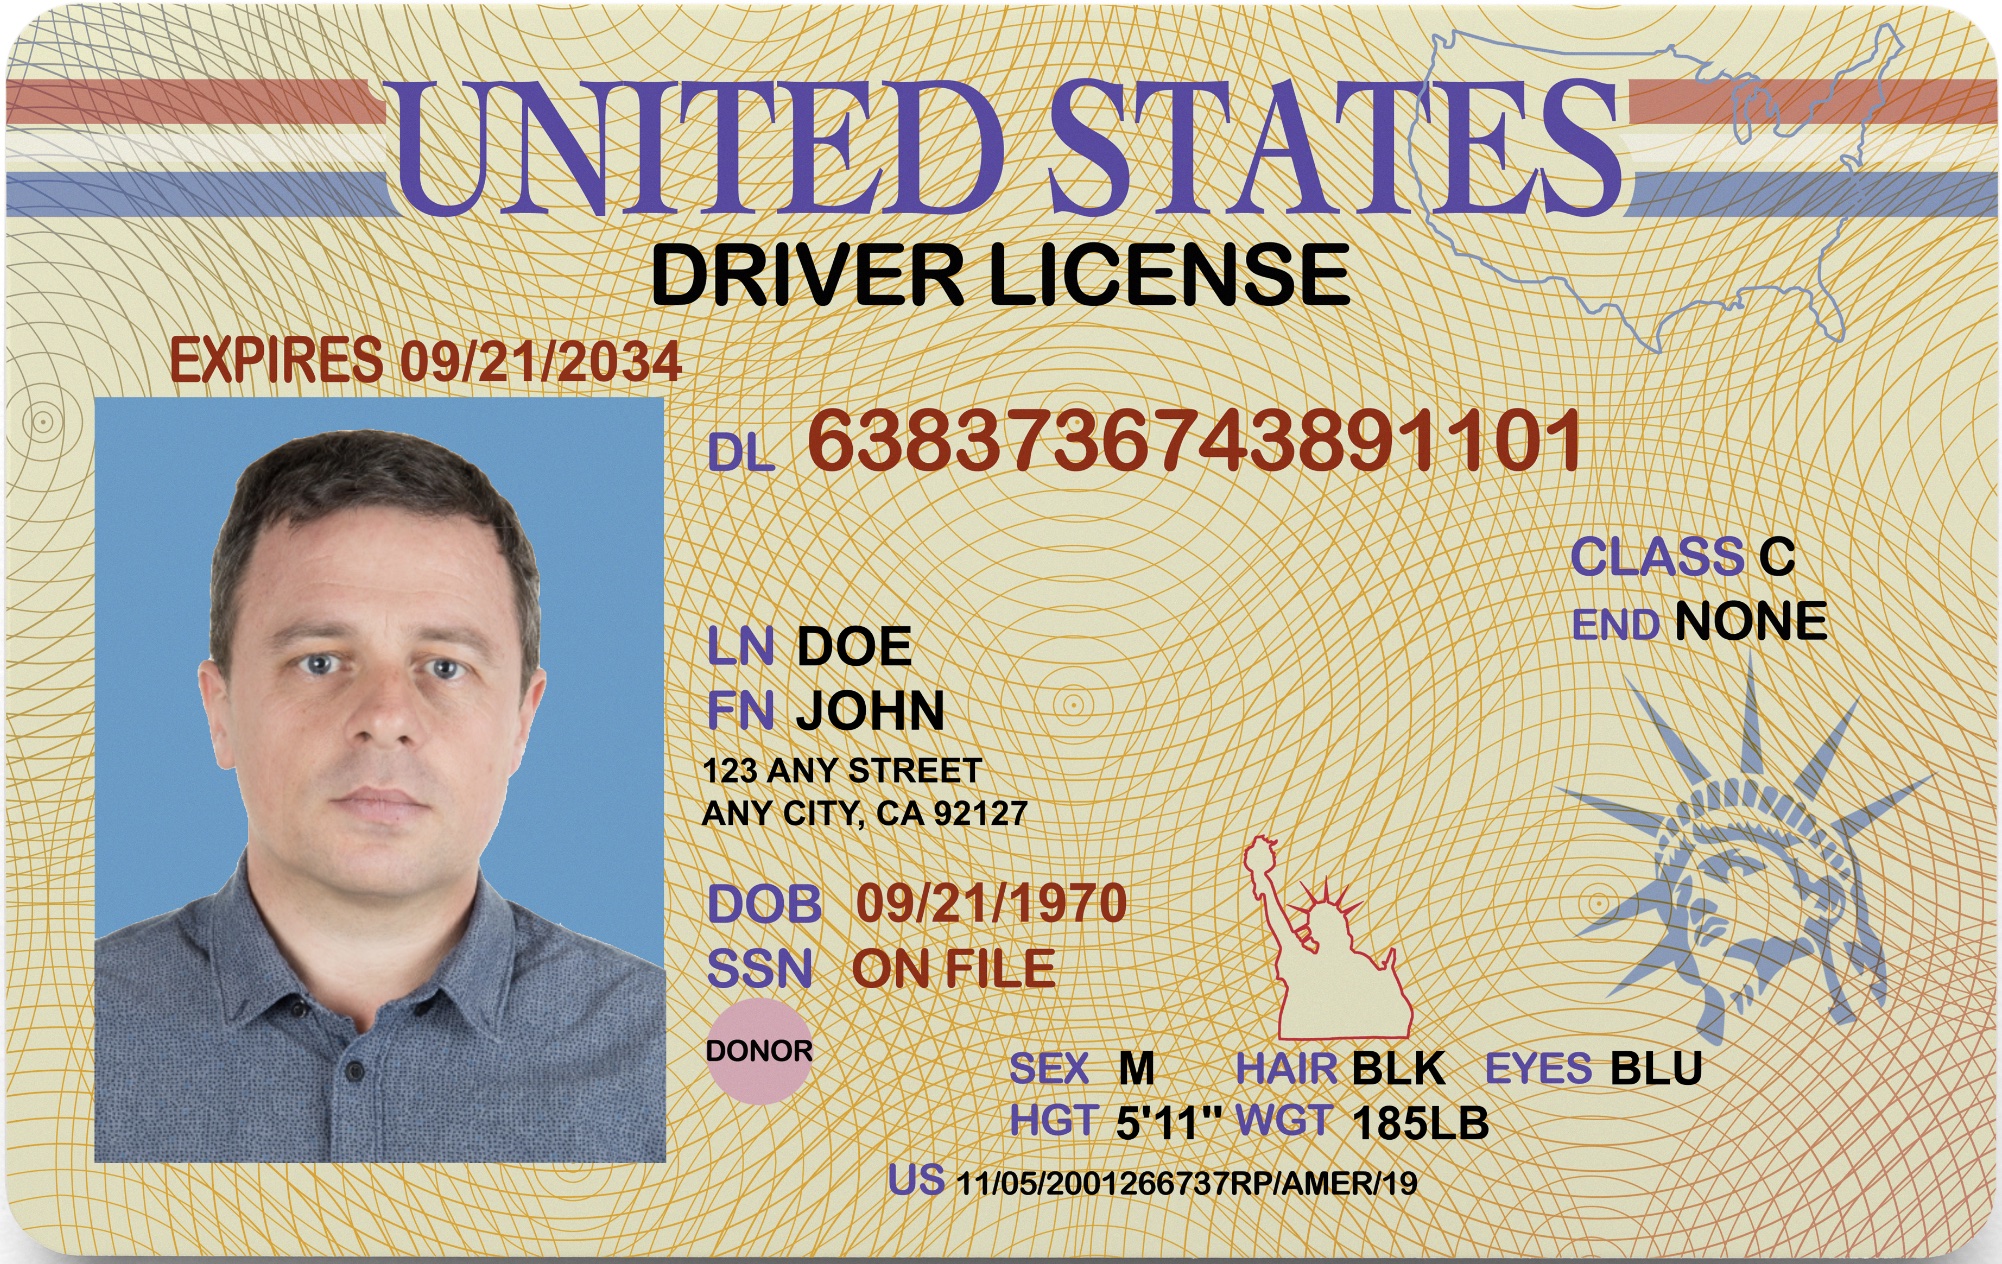 UNITED STATES
DRIVER LICENSE
EXPIRES 09/21/2034
DL 6383736743891101
CLASS C
END NONE
LN DOE
FN JOHN
123 ANY STREET
ANY CITY, CA 92127
DOB 09/21/1970
SSN ON FILE
DONOR
SEX M HAIR BLK EYES BLU
HGT 5'11" WGT 185LB
US 11/05/2001266737RP/AMER/19